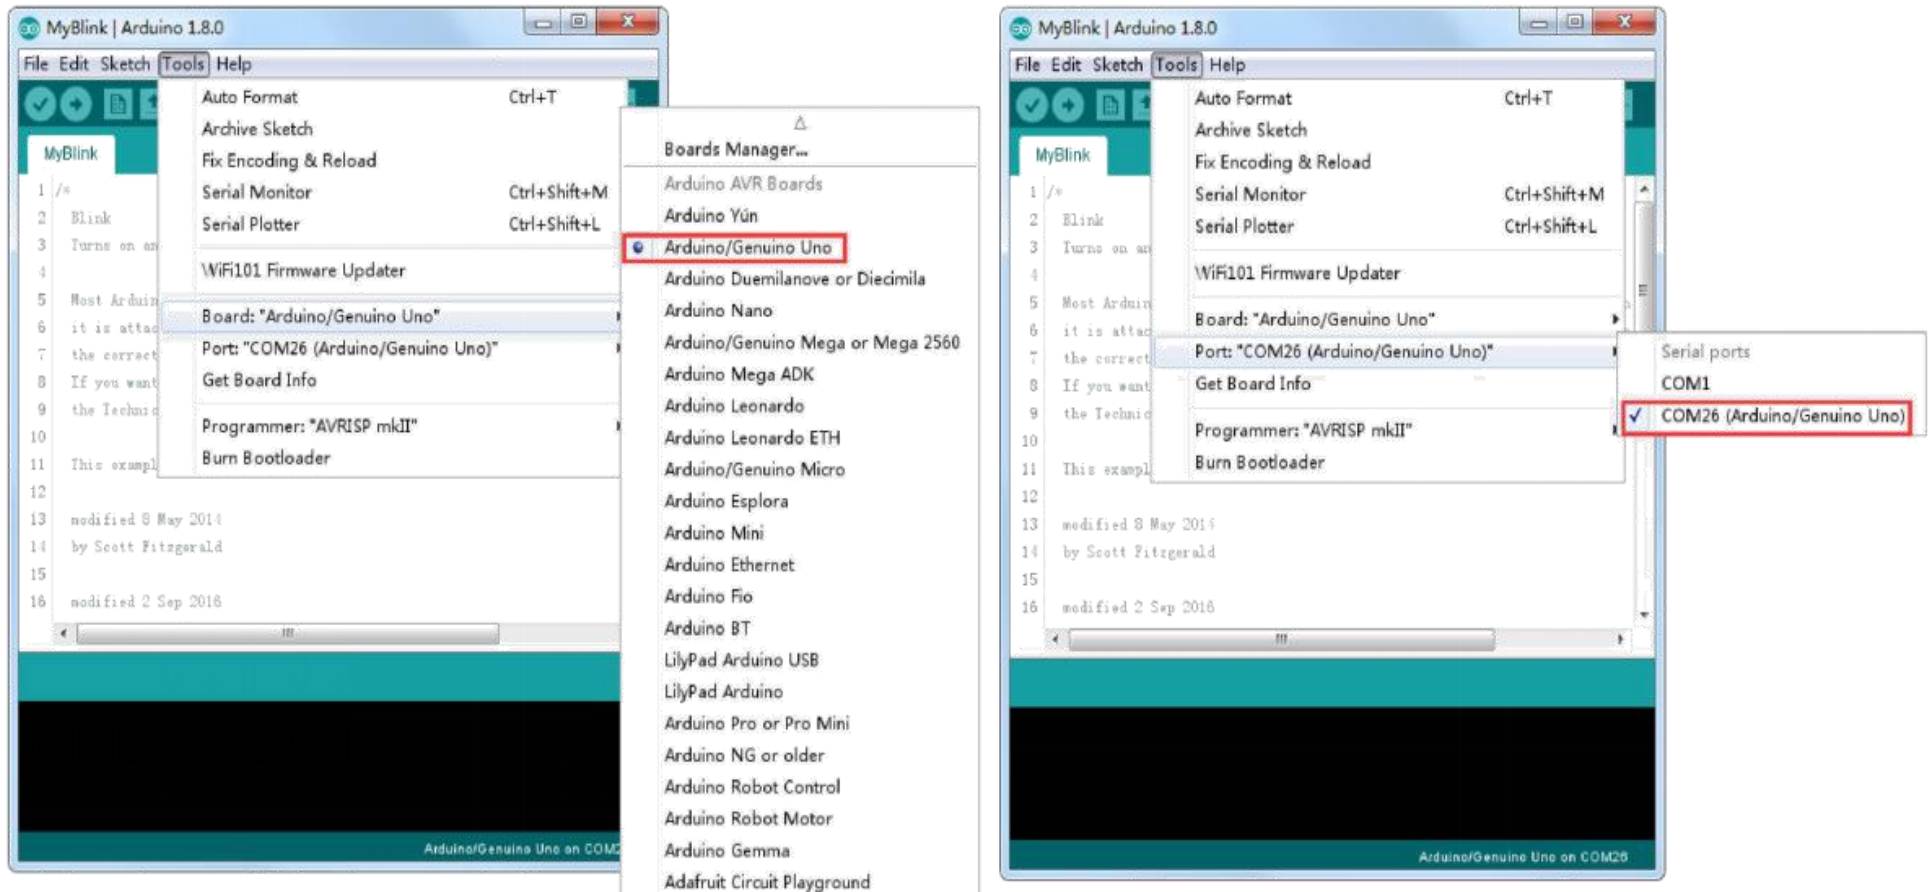 MyBlink | Arduino 1.8.0
File Edit Sketch Tools Help
Auto Format Ctrl+T
Archive Sketch
Fix Encoding & Reload
Serial Monitor Ctrl+Shift+M
Serial Plotter Ctrl+Shift+L
WiFi101 Firmware Updater
Board: "Arduino/Genuino Uno"
Port: "COM26 (Arduino/Genuino Uno)"
Get Board Info
Programmer: "AVRISP mkII"
Burn Bootloader
MyBlink
1 /*
2 Blink
3 Turns on an
4
5 Most Arduin
6 it is attac
7 the correct
8 If you want
9 the Technic
10
11 This exampl
12
13 modified 8 May 2014
14 by Scott Fitzgerald
15
16 modified 2 Sep 2016
Arduino/Genuino Uno on COM2
Boards Manager...
Arduino AVR Boards
Arduino Yún
Arduino/Genuino Uno
Arduino Duemilanove or Diecimila
Arduino Nano
Arduino/Genuino Mega or Mega 2560
Arduino Mega ADK
Arduino Leonardo
Arduino Leonardo ETH
Arduino/Genuino Micro
Arduino Esplora
Arduino Mini
Arduino Ethernet
Arduino Fio
Arduino BT
LilyPad Arduino USB
LilyPad Arduino
Arduino Pro or Pro Mini
Arduino NG or older
Arduino Robot Control
Arduino Robot Motor
Arduino Gemma
Adafruit Circuit Playground
MyBlink | Arduino 1.8.0
File Edit Sketch Tools Help
Auto Format Ctrl+T
Archive Sketch
Fix Encoding & Reload
Serial Monitor Ctrl+Shift+M
Serial Plotter Ctrl+Shift+L
WiFi101 Firmware Updater
Board: "Arduino/Genuino Uno"
Port: "COM26 (Arduino/Genuino Uno)"
Get Board Info
Programmer: "AVRISP mkII"
Burn Bootloader
Serial ports
COM1
COM26 (Arduino/Genuino Uno)
MyBlink
1 /*
2 Blink
3 Turns on an
4
5 Most Arduin
6 it is attac
7 the correct
8 If you want
9 the Technic
10
11 This exampl
12
13 modified 8 May 2014
14 by Scott Fitzgerald
15
16 modified 2 Sep 2016
Arduino/Genuino Uno on COM26